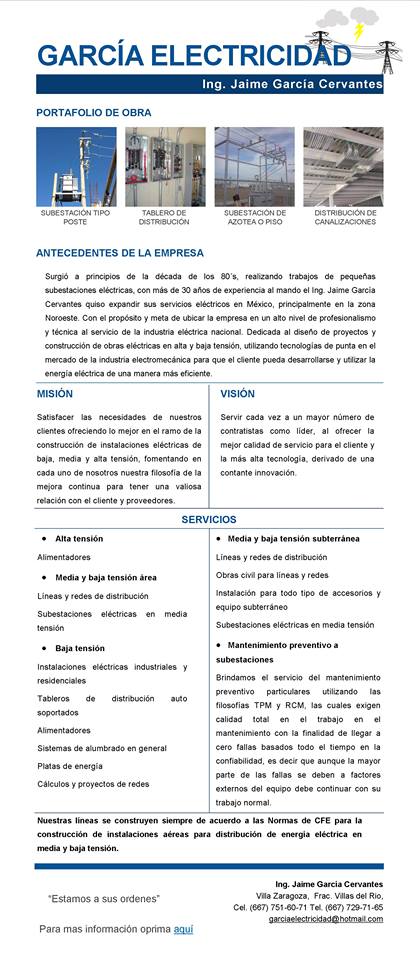 GARCÍA ELECTRICIDAD
Ing. Jaime García Cervantes
PORTAFOLIO DE OBRA
SUBESTACIÓN TIPO
POSTE
TABLERO DE
DISTRIBUCIÓN
SUBESTACIÓN DE
AZOTEA O PISO
DISTRIBUCIÓN DE
CANALIZACIONES
ANTECEDENTES DE LA EMPRESA
Surgió a principios de la década de los 80´s, realizando trabajos de pequeñas
subestaciones eléctricas, con más de 30 años de experiencia al mando el Ing. Jaime García
Cervantes quiso expandir sus servicios eléctricos en México, principalmente en la zona
Noroeste. Con el propósito y meta de ubicar la empresa en un alto nivel de profesionalismo
y técnica al servicio de la industria eléctrica nacional. Dedicada al diseño de proyectos y
construcción de obras eléctricas en alta y baja tensión, utilizando tecnologías de punta en el
mercado de la industria electromecánica para que el cliente pueda desarrollarse y utilizar la
energía eléctrica de una manera más eficiente.
MISIÓN
Satisfacer las necesidades de nuestros
clientes ofreciendo lo mejor en el ramo de la
construcción de instalaciones eléctricas de
baja, media y alta tensión, fomentando en
cada uno de nosotros nuestra filosofía de la
mejora continua para tener una valiosa
relación con el cliente y proveedores.
VISIÓN
Servir cada vez a un mayor número de
contratistas como líder, al ofrecer la
mejor calidad de servicio para el cliente y
la más alta tecnología, derivado de una
contante innovación.
SERVICIOS
• Alta tensión
Alimentadores
• Media y baja tensión área
Líneas y redes de distribución
Subestaciones eléctricas en media
tensión
• Baja tensión
Instalaciones eléctricas industriales y
residenciales
Tableros de distribución auto
soportados
Alimentadores
Sistemas de alumbrado en general
Platas de energía
Cálculos y proyectos de redes
• Media y baja tensión subterránea
Líneas y redes de distribución
Obras civil para líneas y redes
Instalación para todo tipo de accesorios y
equipo subterráneo
Subestaciones eléctricas en media tensión
• Mantenimiento preventivo a
subestaciones
Brindamos el servicio del mantenimiento
preventivo particulares utilizando las
filosofías TPM y RCM, las cuales exigen
calidad total en el trabajo en el
mantenimiento con la finalidad de llegar a
cero fallas basados todo el tiempo en la
confiabilidad, es decir que aunque la mayor
parte de las fallas se deben a factores
externos del equipo debe continuar con su
trabajo normal.
Nuestras líneas se construyen siempre de acuerdo a las Normas de CFE para la
construcción de instalaciones aéreas para distribución de energía eléctrica en
media y baja tensión.
"Estamos a sus ordenes"
Para mas información oprima aquí
Ing. Jaime García Cervantes
Villa Zaragoza, Frac. Villas del Rio,
Cel. (667) 751-60-71 Tel. (667) 729-71-65
garciaelectricidad@hotmail.com